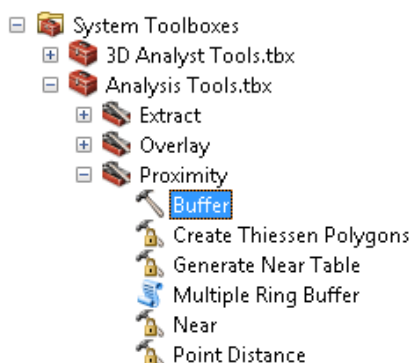 System Toolboxes
3D Analyst Tools.tbx
Analysis Tools.tbx
Extract
Overlay
Proximity
Buffer
Create Thiessen Polygons
Generate Near Table
Multiple Ring Buffer
Near
Point Distance